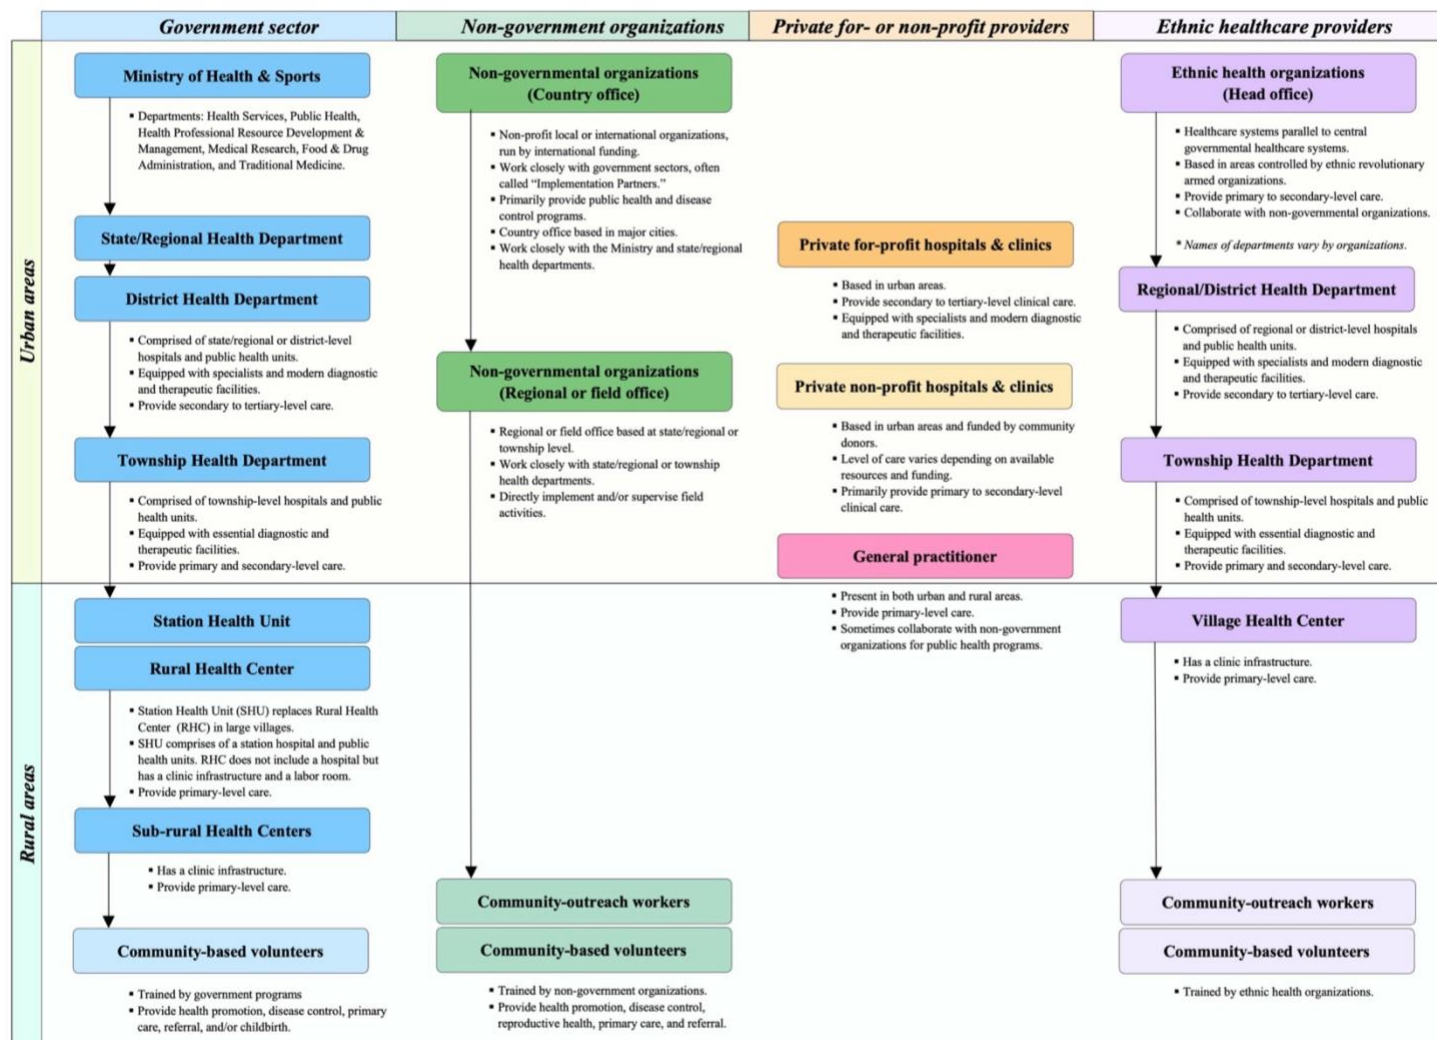 Government sector
Non-government organizations
Private for- or non-profit providers
Ethnic healthcare providers
Urban areas
Ministry of Health & Sports
▪ Departments: Health Services, Public Health,
Health Professional Resource Development &
Management, Medical Research, Food & Drug
Administration, and Traditional Medicine.
State/Regional Health Department
District Health Department
▪ Comprised of state/regional or district-level
hospitals and public health units.
▪ Equipped with specialists and modern diagnostic
and therapeutic facilities.
▪ Provide secondary to tertiary-level care.
Township Health Department
▪ Comprised of township-level hospitals and public
health units.
▪ Equipped with essential diagnostic and
therapeutic facilities.
▪ Provide primary and secondary-level care.
Non-governmental organizations
(Country office)
▪ Non-profit local or international organizations,
run by international funding.
▪ Work closely with government sectors, often
called “Implementation Partners.”
▪ Primarily provide public health and disease
control programs.
▪ Country office based in major cities.
▪ Work closely with the Ministry and state/regional
health departments.
Non-governmental organizations
(Regional or field office)
▪ Regional or field office based at state/regional or
township level.
▪ Work closely with state/regional or township
health departments.
▪ Directly implement and/or supervise field
activities.
Private for-profit hospitals & clinics
▪ Based in urban areas.
▪ Provide secondary to tertiary-level clinical care.
▪ Equipped with specialists and modern diagnostic
and therapeutic facilities.
Private non-profit hospitals & clinics
▪ Based in urban areas and funded by community
donors.
▪ Level of care varies depending on available
resources and funding.
▪ Primarily provide primary to secondary-level
clinical care.
General practitioner
▪ Present in both urban and rural areas.
▪ Provide primary-level care.
▪ Sometimes collaborate with non-government
organizations for public health programs.
Ethnic health organizations
(Head office)
▪ Healthcare systems parallel to central
governmental healthcare systems.
▪ Based in areas controlled by ethnic revolutionary
armed organizations.
▪ Provide primary to secondary-level care.
▪ Collaborate with non-governmental organizations.
* Names of departments vary by organizations.
Regional/District Health Department
▪ Comprised of regional or district-level hospitals
and public health units.
▪ Equipped with specialists and modern diagnostic
and therapeutic facilities.
▪ Provide secondary to tertiary-level care.
Township Health Department
▪ Comprised of township-level hospitals and public
health units.
▪ Equipped with essential diagnostic and
therapeutic facilities.
▪ Provide primary and secondary-level care.
Rural areas
Station Health Unit
Rural Health Center
▪ Station Health Unit (SHU) replaces Rural Health
Center (RHC) in large villages.
▪ SHU comprises of a station hospital and public
health units. RHC does not include a hospital but
has a clinic infrastructure and a labor room.
▪ Provide primary-level care.
Sub-rural Health Centers
▪ Has a clinic infrastructure.
▪ Provide primary-level care.
Community-based volunteers
▪ Trained by government programs
▪ Provide health promotion, disease control, primary
care, referral, and/or childbirth.
Community-outreach workers
Community-based volunteers
▪ Trained by non-government organizations.
▪ Provide health promotion, disease control,
reproductive health, primary care, and referral.
Village Health Center
▪ Has a clinic infrastructure.
▪ Provide primary-level care.
Community-outreach workers
Community-based volunteers
▪ Trained by ethnic health organizations.